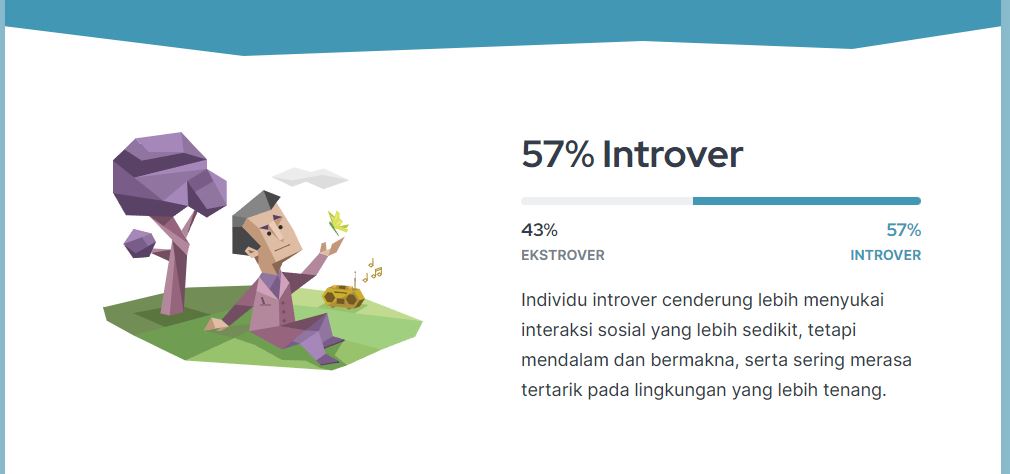 57% Introver
43%
57%
EKSTROVER
INTROVER
Individu introver cenderung lebih menyukai
interaksi sosial yang lebih sedikit, tetapi
mendalam dan bermakna, serta sering merasa
tertarik pada lingkungan yang lebih tenang.